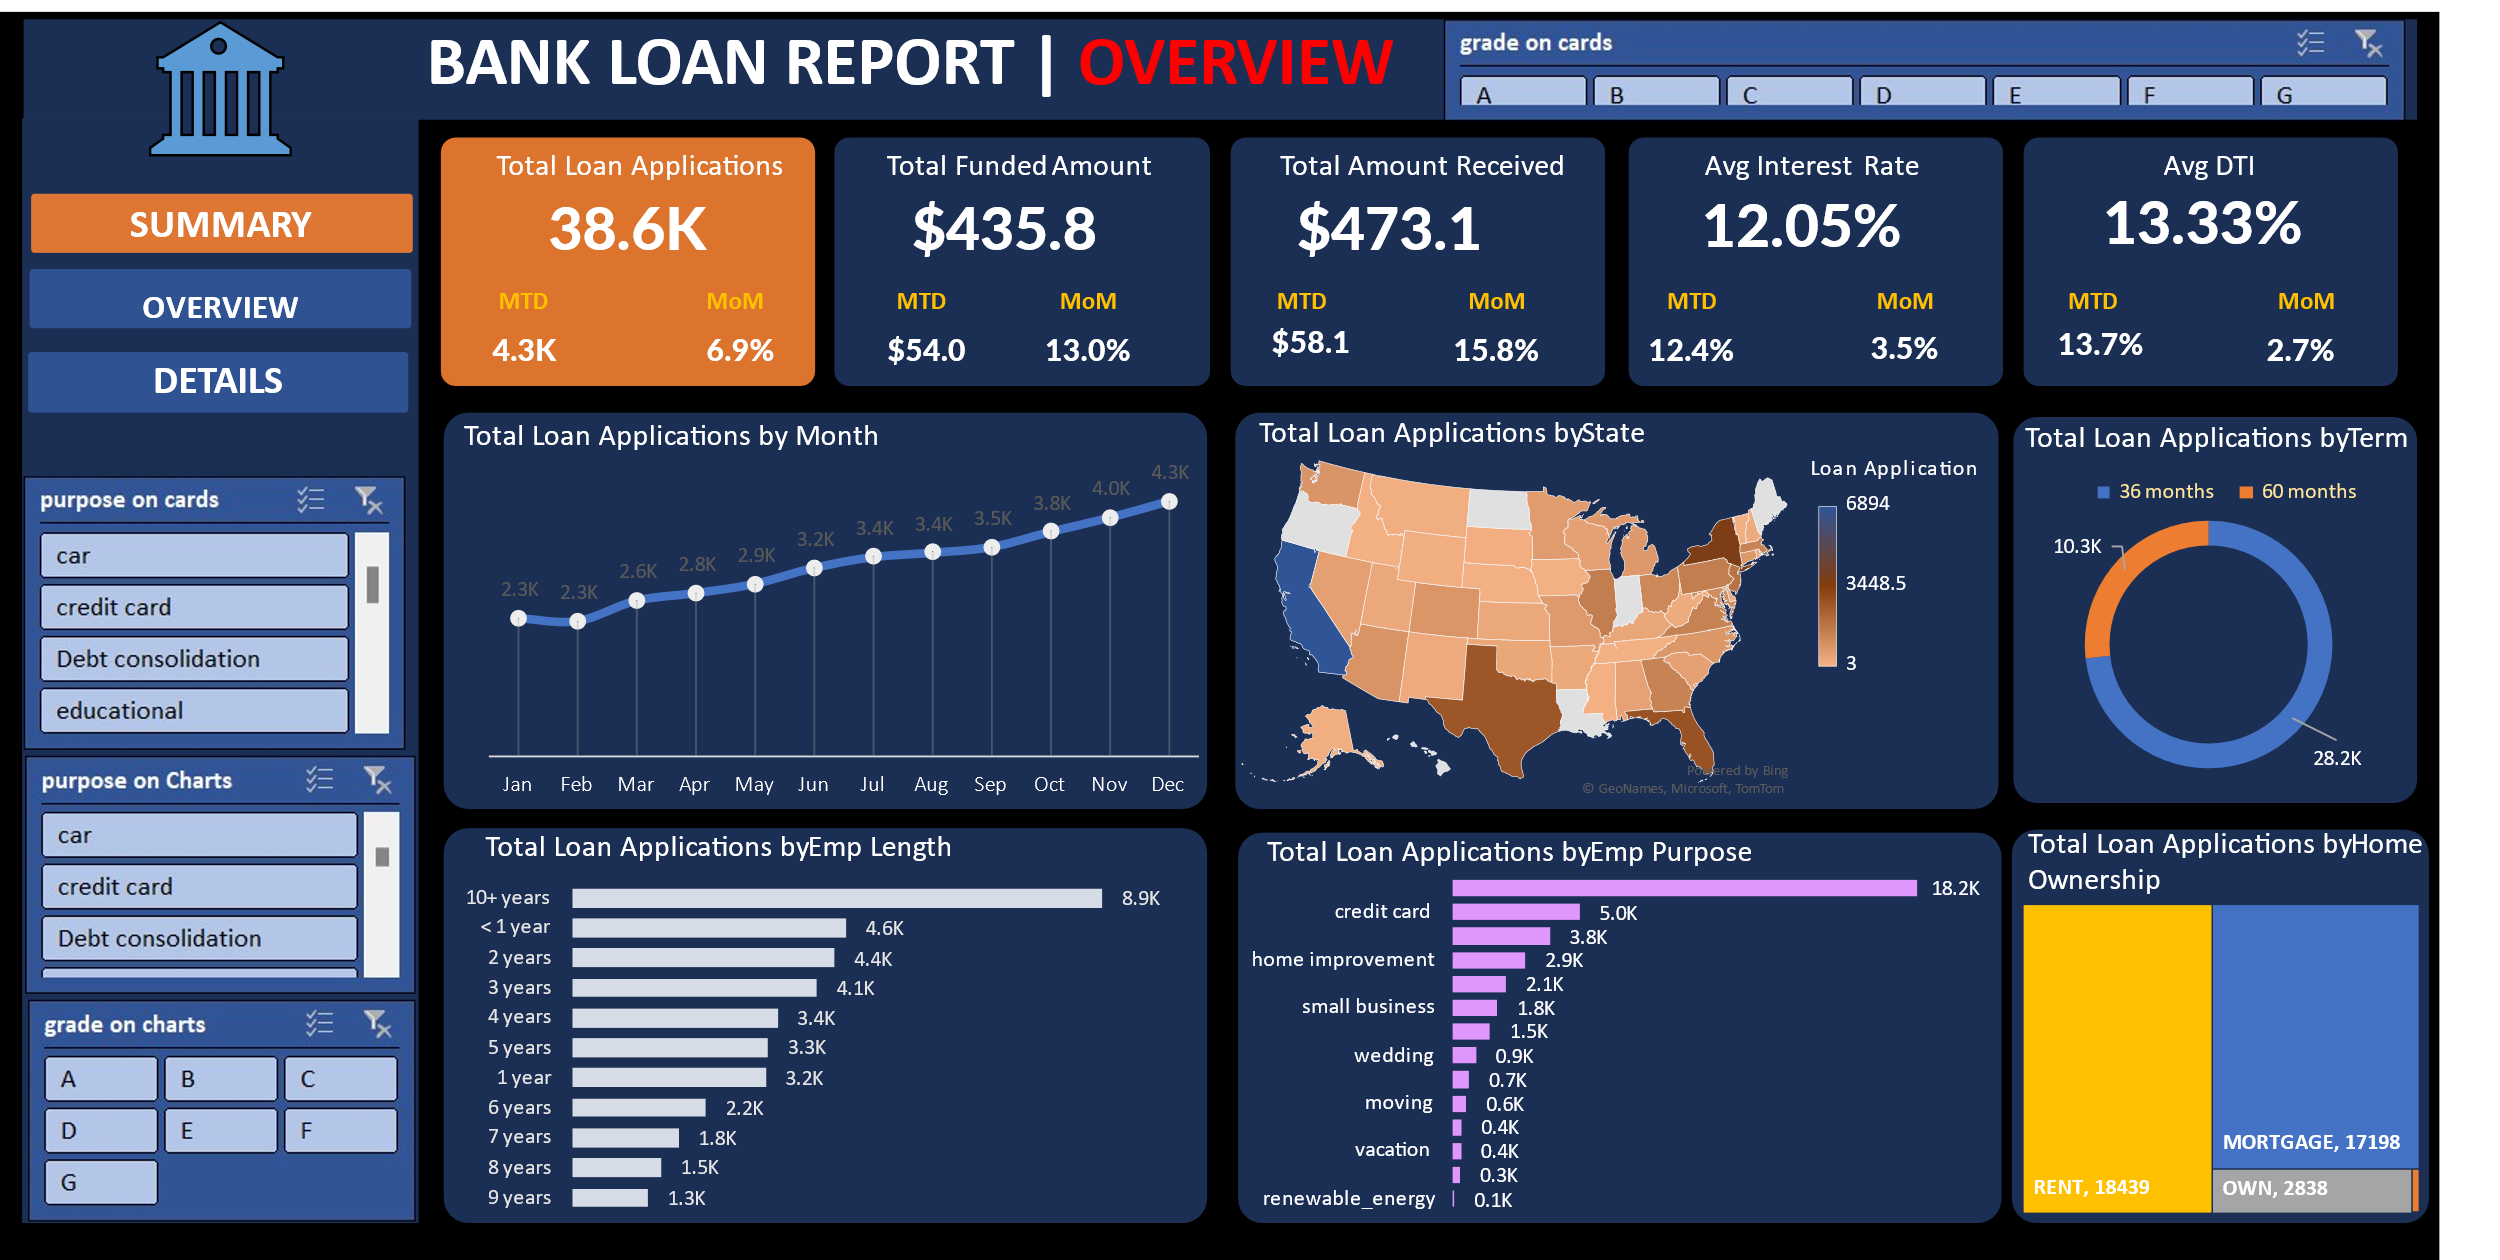 BANK LOAN REPORT | OVERVIEW
grade on cards
A B C D E F G
SUMMARY
OVERVIEW
DETAILS
purpose on cards
car
credit card
Debt consolidation
educational
purpose on Charts
car
credit card
Debt consolidation
grade on charts
A B C
D E F
G
Total Loan Applications
38.6K
MTD MoM
4.3K 6.9%
Total Funded Amount
$435.8
MTD MoM
$54.0 13.0%
Total Amount Received
$473.1
MTD MoM
$58.1 15.8%
Avg Interest Rate
12.05%
MTD MoM
12.4% 3.5%
Avg DTI
13.33%
MTD MoM
13.7% 2.7%
Total Loan Applications by Month
2.3K 2.3K 2.6K 2.8K 2.9K 3.2K 3.4K 3.4K 3.5K 3.8K 4.0K 4.3K
Jan Feb Mar Apr May Jun Jul Aug Sep Oct Nov Dec
Total Loan Applications byState
Loan Application
6894
3448.5
3
Powered by Bing
© GeoNames, Microsoft, TomTom
Total Loan Applications byTerm
36 months 60 months
10.3K
28.2K
Total Loan Applications byEmp Length
10+ years 8.9K
< 1 year 4.6K
2 years 4.4K
3 years 4.1K
4 years 3.4K
5 years 3.3K
1 year 3.2K
6 years 2.2K
7 years 1.8K
8 years 1.5K
9 years 1.3K
Total Loan Applications byEmp Purpose
18.2K
credit card 5.0K
3.8K
home improvement 2.9K
2.1K
small business 1.8K
1.5K
wedding 0.9K
0.7K
moving 0.6K
0.4K
vacation 0.4K
0.3K
renewable_energy 0.1K
Total Loan Applications byHome
Ownership
MORTGAGE, 17198
RENT, 18439
OWN, 2838